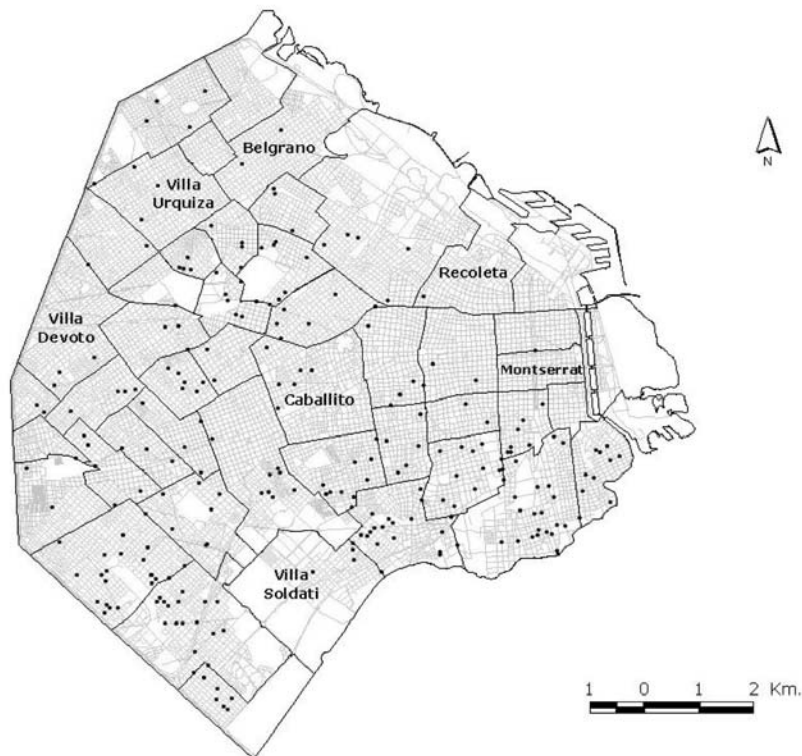 N
Belgrano
Villa
Urquiza
Recoleta
Villa
Devoto
Montserrat
Caballito
Villa
Soldati
1 0 1 2 Km.